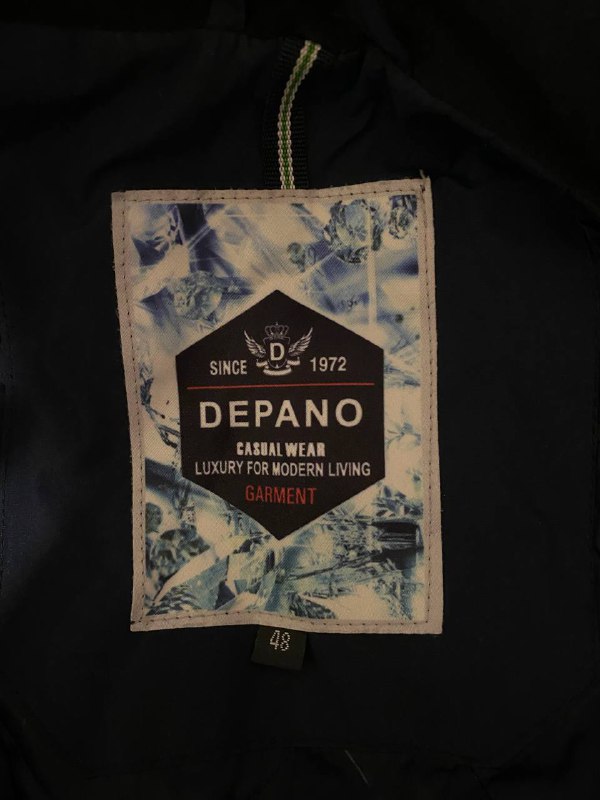 D
SINCE 1972
DEPANO
CASUAL WEAR
LUXURY FOR MODERN LIVING
GARMENT
48